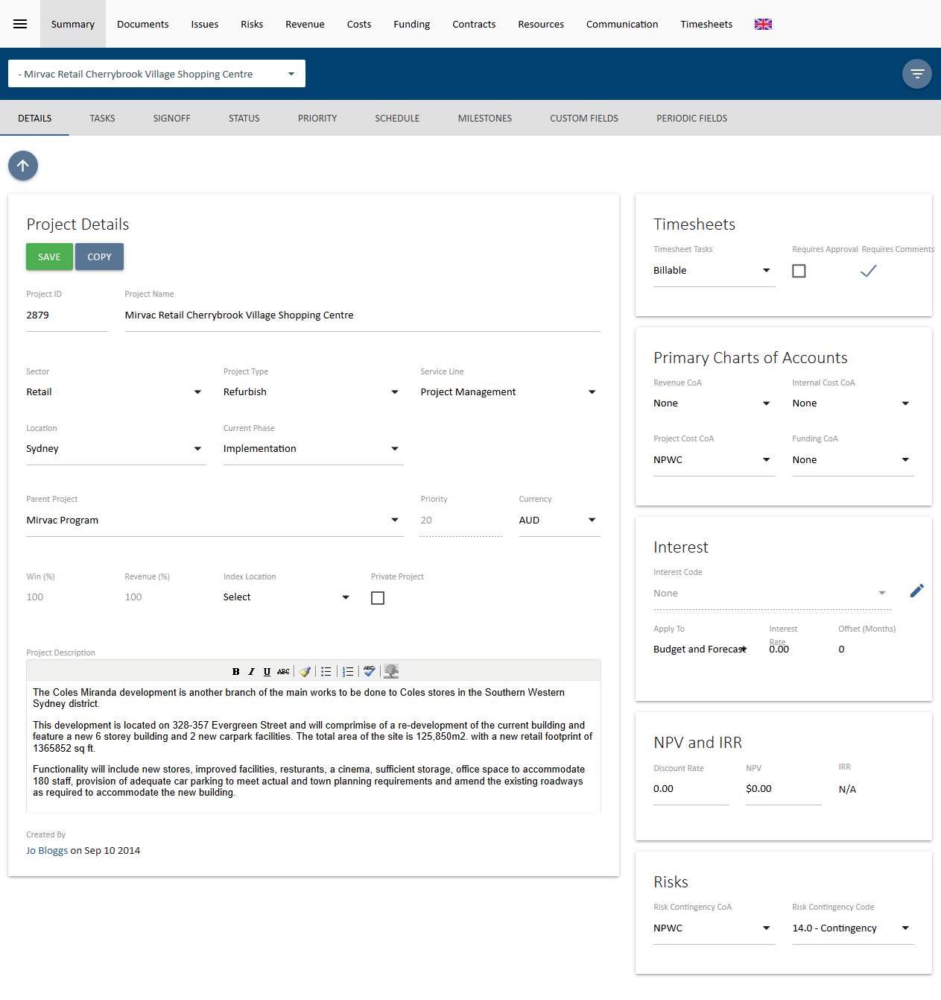 Summary Documents Issues Risks Revenue Costs Funding Contracts Resources Communication Timesheets
- Mirvac Retail Cherrybrook Village Shopping Centre
DETAILS TASKS SIGNOFF STATUS PRIORITY SCHEDULE MILESTONES CUSTOM FIELDS PERIODIC FIELDS
Project Details
SAVE COPY
Project ID Project Name
2879 Mirvac Retail Cherrybrook Village Shopping Centre
Sector Project Type Service Line
Retail Refurbish Project Management
Location Current Phase
Sydney Implementation
Parent Project Priority Currency
Mirvac Program 20 AUD
Win (%) Revenue (%) Index Location Private Project
100 100 Select
Project Description
B I U ABC ABC
The Coles Miranda development is another branch of the main works to be done to Coles stores in the Southern Western
Sydney district.
This development is located on 328-357 Evergreen Street and will comprimise of a re-development of the current building and
feature a new 6 storey building and 2 new carpark facilities. The total area of the site is 125,850m2. with a new retail footprint of
1365852 sq ft.
Functionality will include new stores, improved facilities, resturants, a cinema, sufficient storage, office space to accommodate
180 staff, provision of adequate car parking to meet actual and town planning requirements and amend the existing roadways
as required to accommodate the new building.
Created By
Jo Bloggs on Sep 10 2014
Timesheets
Timesheet Tasks Requires Approval Requires Comments
Billable
Primary Charts of Accounts
Revenue CoA Internal Cost CoA
None None
Project Cost CoA Funding CoA
NPWC None
Interest
Interest Code
None
Apply To Interest Rate Offset (Months)
Budget and Forecast 0.00 0
NPV and IRR
Discount Rate NPV IRR
0.00 $0.00 N/A
Risks
Risk Contingency CoA Risk Contingency Code
NPWC 14.0 - Contingency